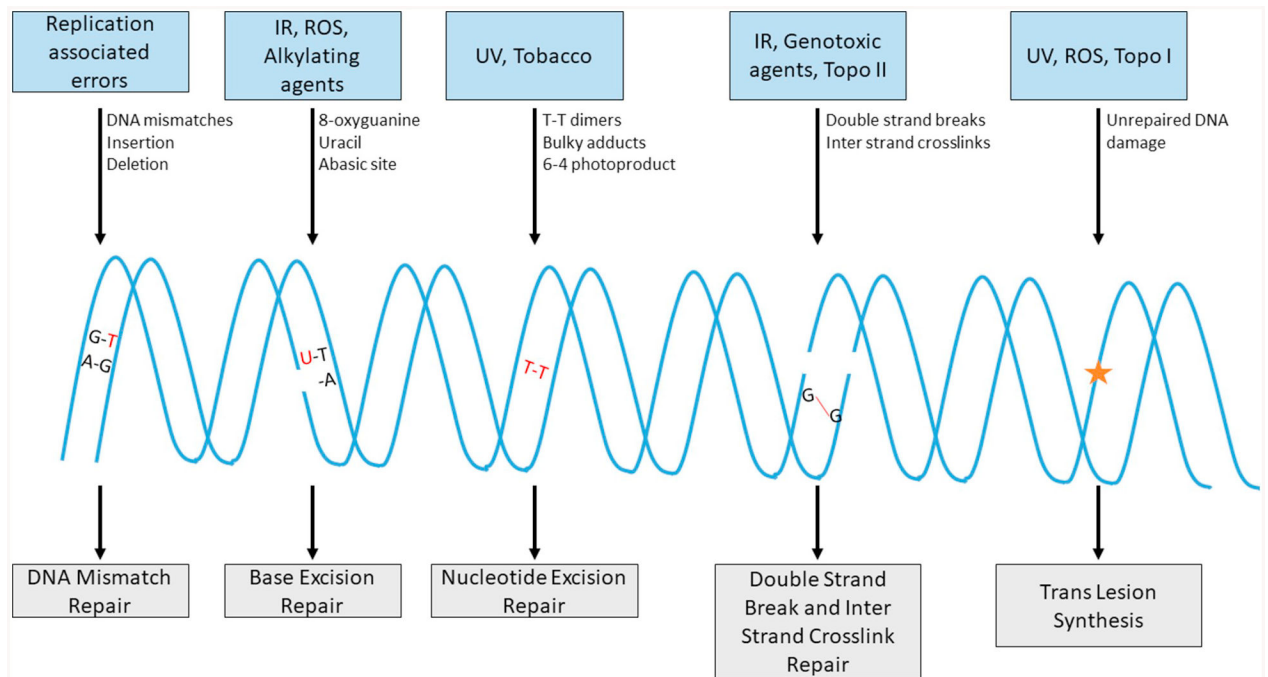 Replication
associated
errors
IR, ROS,
Alkylating
agents
UV, Tobacco
IR, Genotoxic
agents, Topo II
UV, ROS, Topo I
DNA mismatches
Insertion
Deletion
8-oxyguanine
Uracil
Abasic site
T-T dimers
Bulky adducts
6-4 photoproduct
Double strand breaks
Inter strand crosslinks
Unrepaired DNA
damage
G-T
A-G
U-T
-A
T-T
G
G
DNA Mismatch
Repair
Base Excision
Repair
Nucleotide Excision
Repair
Double Strand
Break and Inter
Strand Crosslink
Repair
Trans Lesion
Synthesis